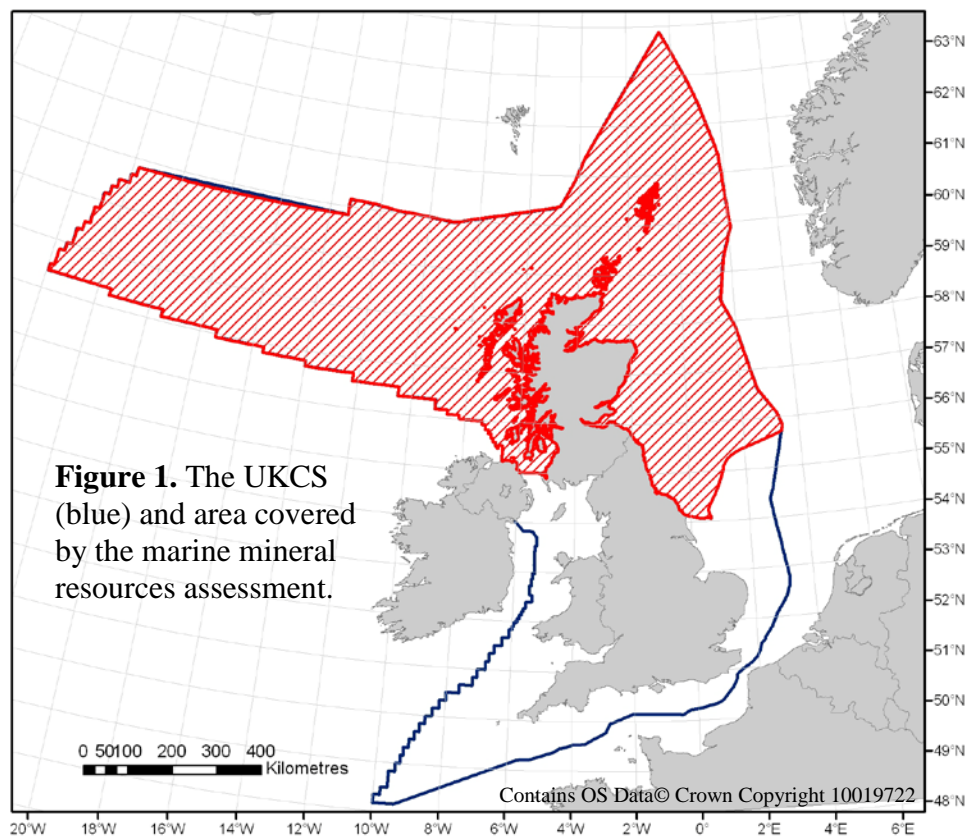 63°N
62°N
61°N
60°N
59°N
58°N
57°N
56°N
55°N
54°N
53°N
52°N
51°N
50°N
49°N
48°N
Figure 1. The UKCS
(blue) and area covered
by the marine mineral
resources assessment.
0 50100 200 300 400
Kilometres
Contains OS Data© Crown Copyright 10019722
20°W 18°W 16°W 14°W 12°W 10°W 8°W 6°W 4°W 2°W 0° 2°E 4°E 6°E